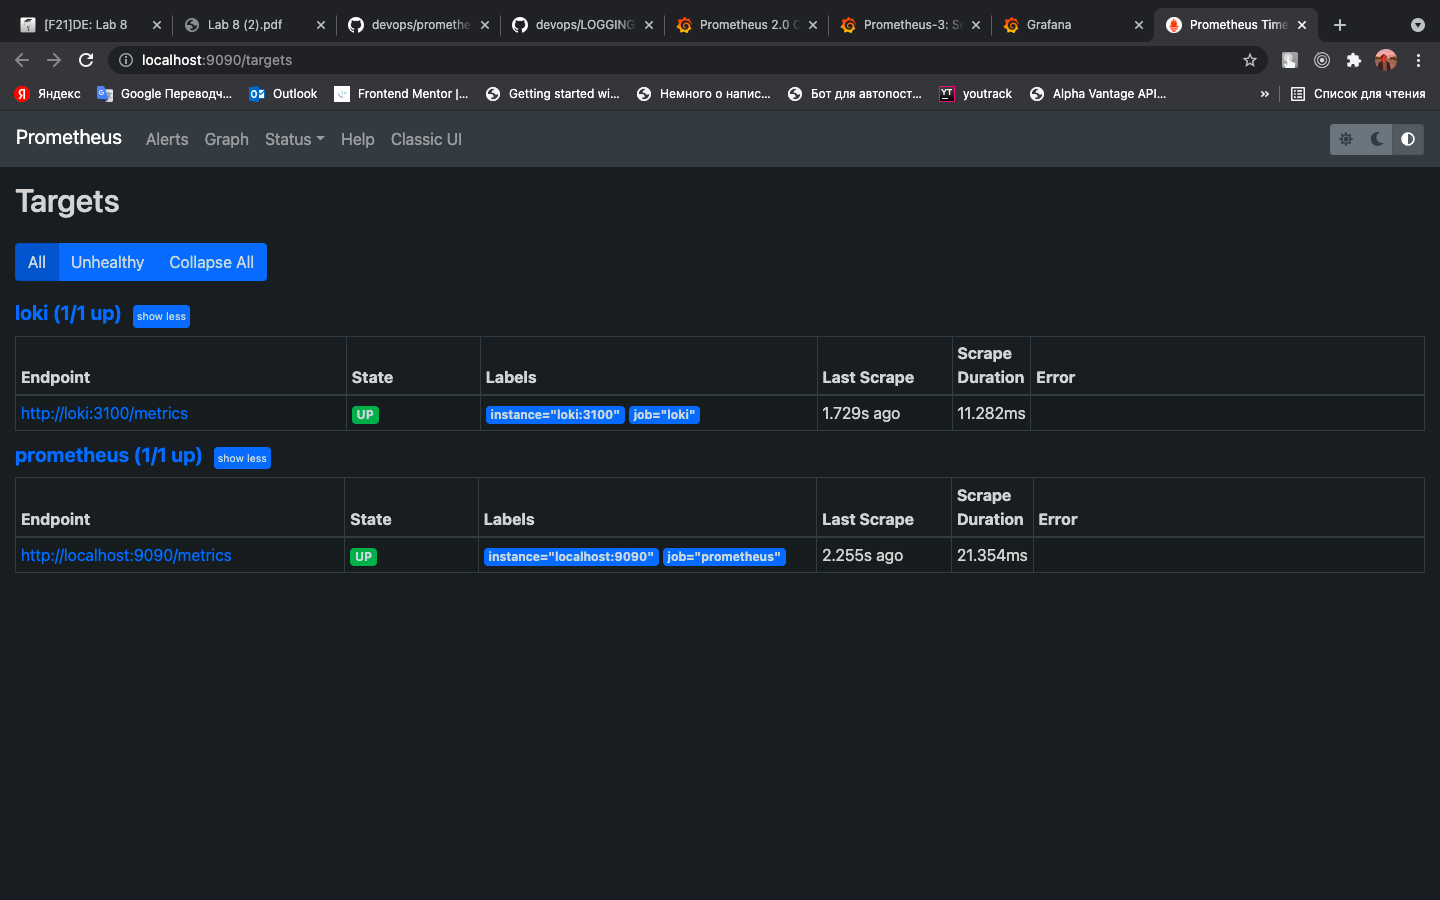 [F21]DE: Lab 8
Lab 8 (2).pdf
devops/promethe
devops/LOGGING
Prometheus 2.0 O
Prometheus-3: S
Grafana
Prometheus Time
localhost:9090/targets
Яндекс
Google Переводч...
Outlook
Frontend Mentor |...
Getting started wi...
Немного о напис...
Бот для автопост...
YT
youtrack
Alpha Vantage API...
»
Список для чтения
Prometheus
Alerts
Graph
Status
Help
Classic UI
Targets
All
Unhealthy
Collapse All
loki (1/1 up)
show less
Endpoint
State
Labels
Last Scrape
Scrape
Duration
Error
http://loki:3100/metrics
UP
instance="loki:3100"
job="loki"
1.729s ago
11.282ms
prometheus (1/1 up)
show less
Endpoint
State
Labels
Last Scrape
Scrape
Duration
Error
http://localhost:9090/metrics
UP
instance="localhost:9090"
job="prometheus"
2.255s ago
21.354ms